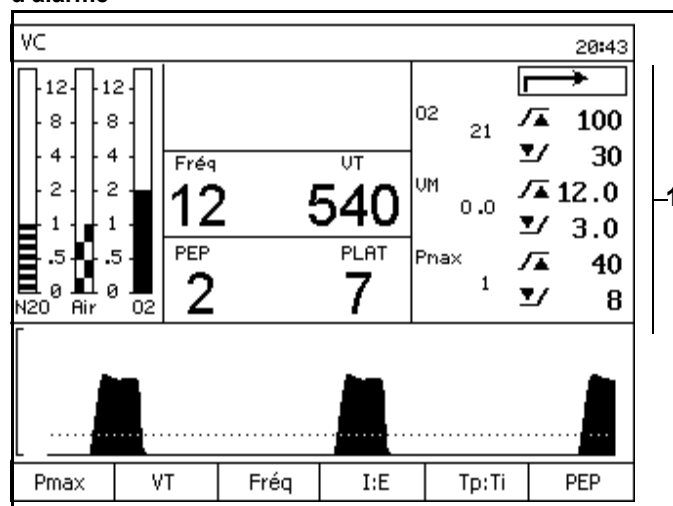 d'alarme
VC 20:43
12 12
8 8
4 4
2 2
1 1
.5 .5
0 0
N2O Air O2
Fréq VT
12 540
PEP PLAT
2 7
O2 21 100
30
VM 0.0 12.0
3.0
Pmax 1 40
8
1
Pmax VT Fréq I:E Tp:Ti PEP